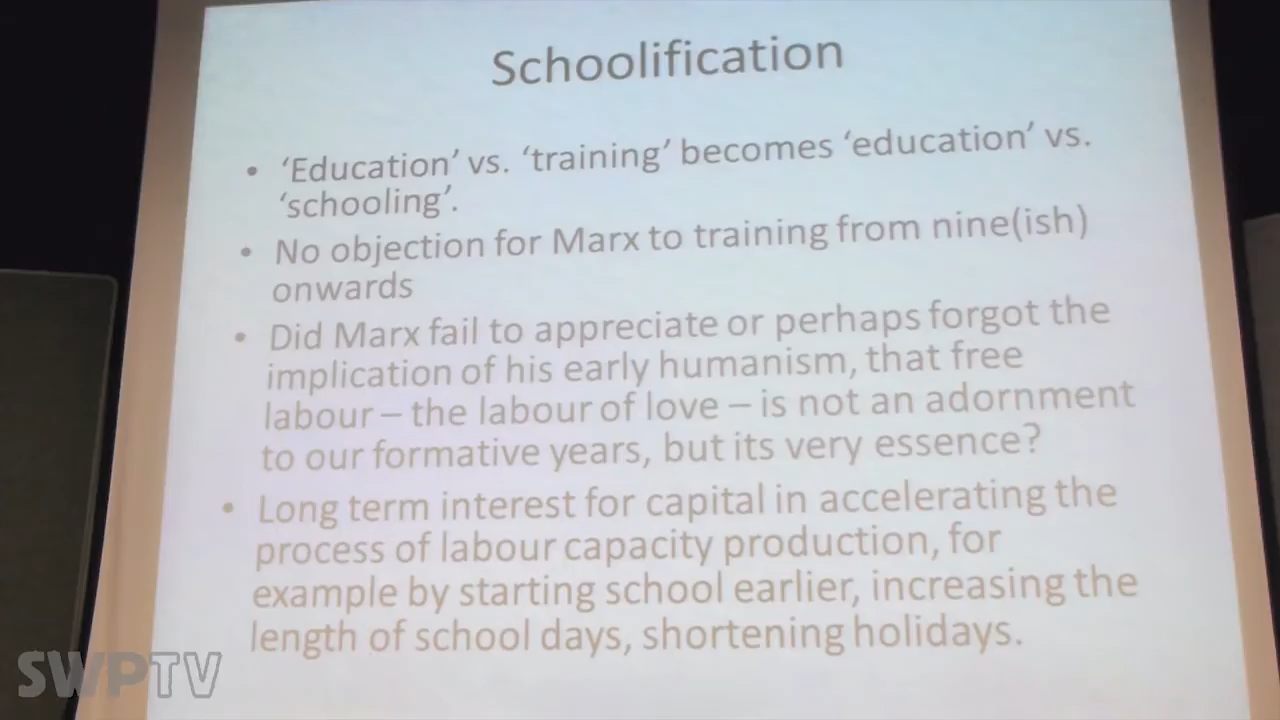 Schoolification
• ‘Education’ vs. ‘training’ becomes ‘education’ vs.
‘schooling’.
• No objection for Marx to training from nine(ish)
onwards
• Did Marx fail to appreciate or perhaps forgot the
implication of his early humanism, that free
labour – the labour of love – is not an adornment
to our formative years, but its very essence?
• Long term interest for capital in accelerating the
process of labour capacity production, for
example by starting school earlier, increasing the
length of school days, shortening holidays.
SWPTV